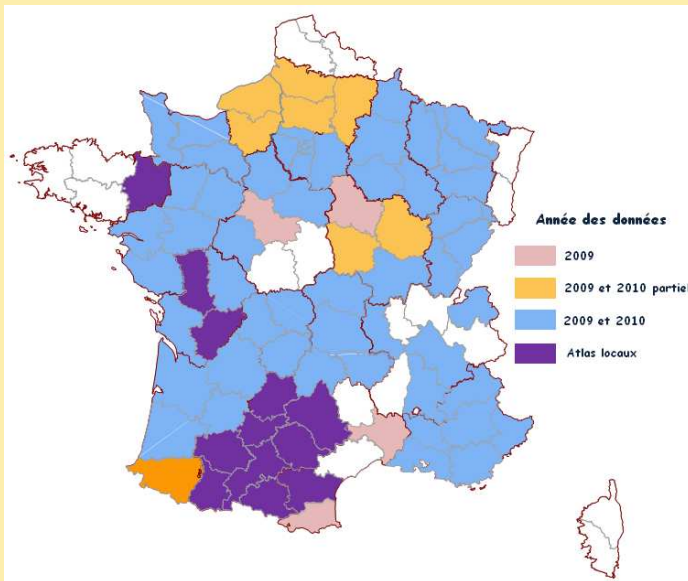 Année des données
2009
2009 et 2010 partiel
2009 et 2010
Atlas locaux